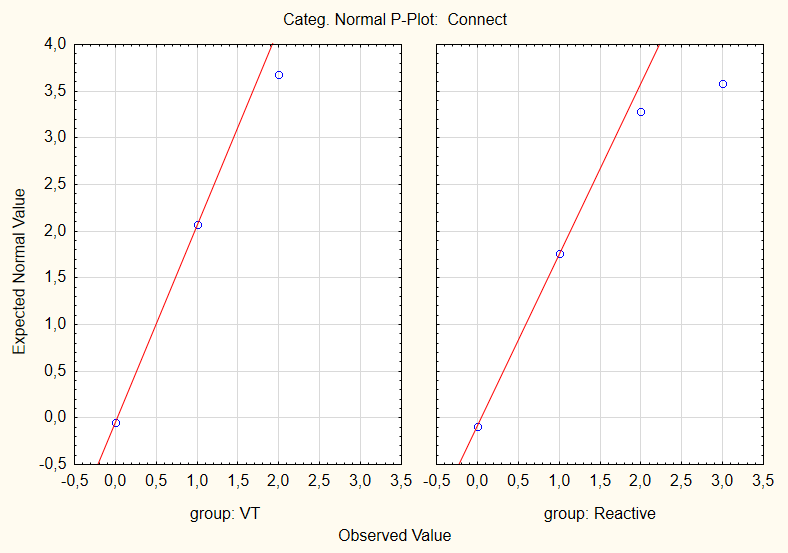 Categ. Normal P-Plot:  Connect
Expected Normal Value
4,0
3,5
3,0
2,5
2,0
1,5
1,0
0,5
0,0
-0,5
-0,5 0,0 0,5 1,0 1,5 2,0 2,5 3,0 3,5
-0,5 0,0 0,5 1,0 1,5 2,0 2,5 3,0 3,5
group: VT
group: Reactive
Observed Value